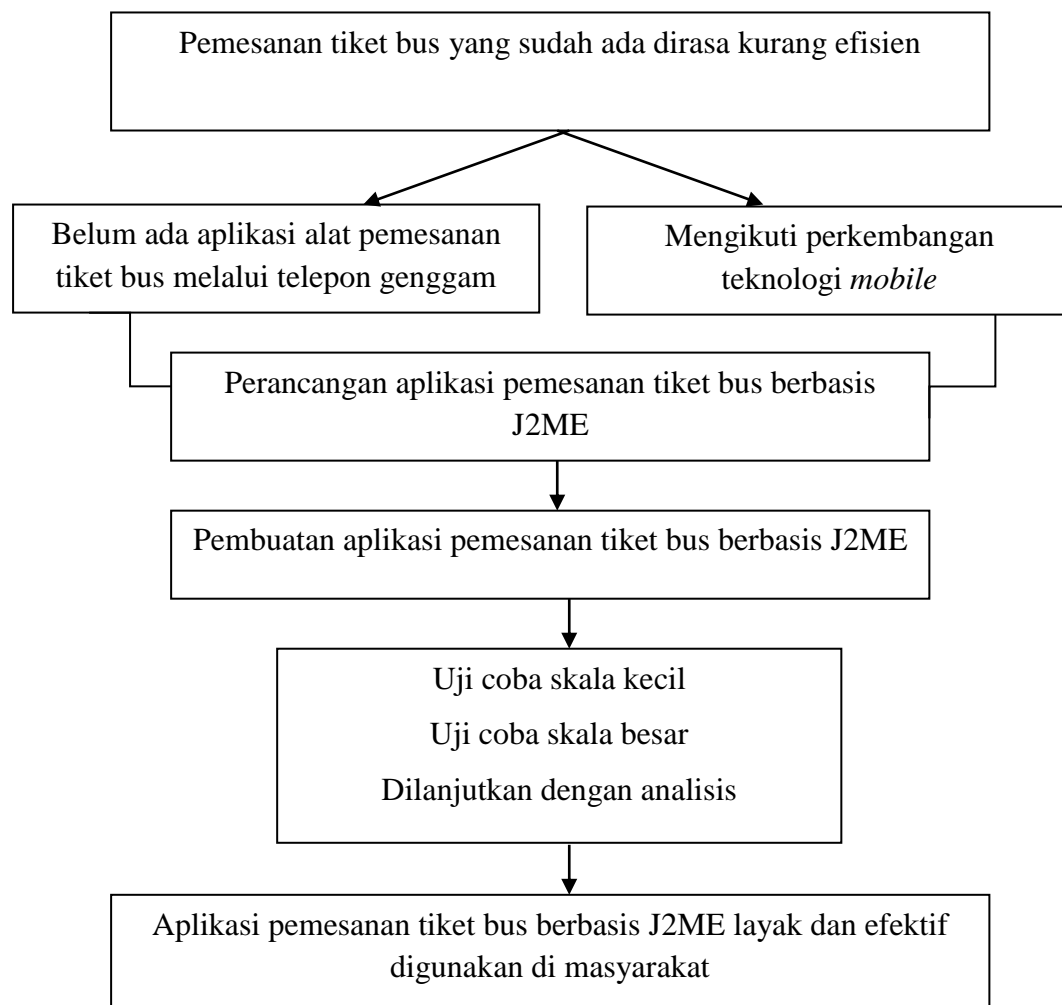 Pemesanan tiket bus yang sudah ada dirasa kurang efisien
Belum ada aplikasi alat pemesanan
tiket bus melalui telepon genggam
Mengikuti perkembangan
teknologi mobile
Perancangan aplikasi pemesanan tiket bus berbasis
J2ME
Pembuatan aplikasi pemesanan tiket bus berbasis J2ME
Uji coba skala kecil
Uji coba skala besar
Dilanjutkan dengan analisis
Aplikasi pemesanan tiket bus berbasis J2ME layak dan efektif
digunakan di masyarakat